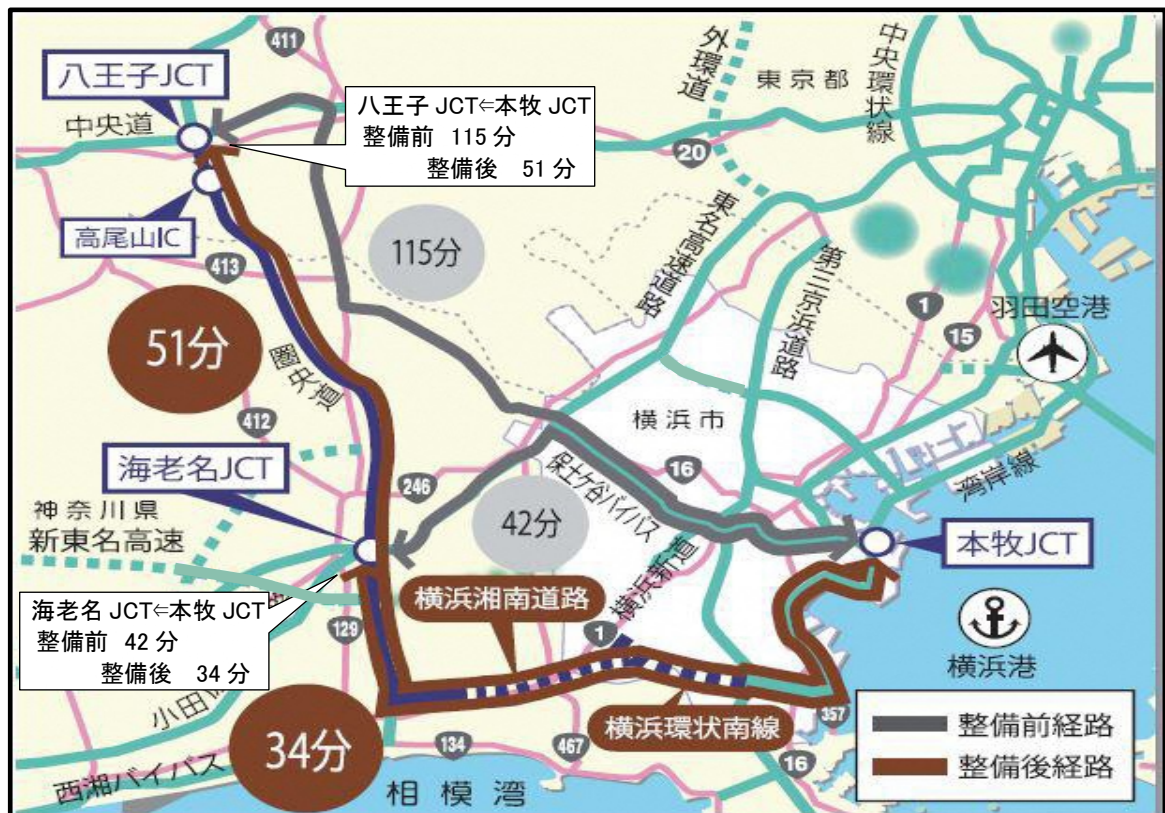 411
八王子JCT
中央道
八王子 JCT⇐本牧 JCT
整備前 115 分
整備後 51 分
外環道
東京都
中央環状線
20
高尾山IC
413
115分
東名高速道路
第三京浜道路
1
15
羽田空港
51分
圏央道
412
横浜市
海老名JCT
246
16
保土ケ谷バイパス
湾岸線
神奈川県
新東名高速
42分
本牧JCT
海老名 JCT⇐本牧 JCT
整備前 42 分
整備後 34 分
129
横浜湘南道路
横浜新道
1
横浜港
小田
34分
横浜環状南線
357
整備前経路
整備後経路
134
467
16
西湘バイパス
相模湾